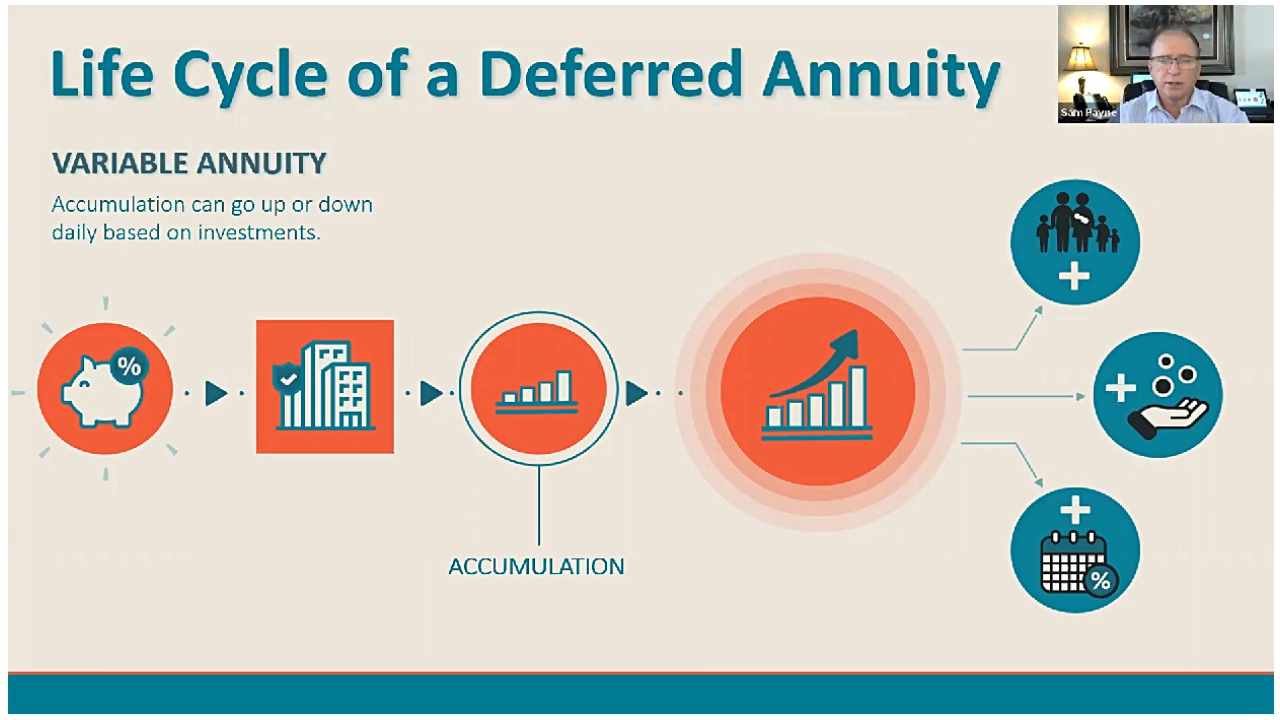 Life Cycle of a Deferred Annuity
Sam Payne
VARIABLE ANNUITY
Accumulation can go up or down
daily based on investments.
%
ACCUMULATION
%